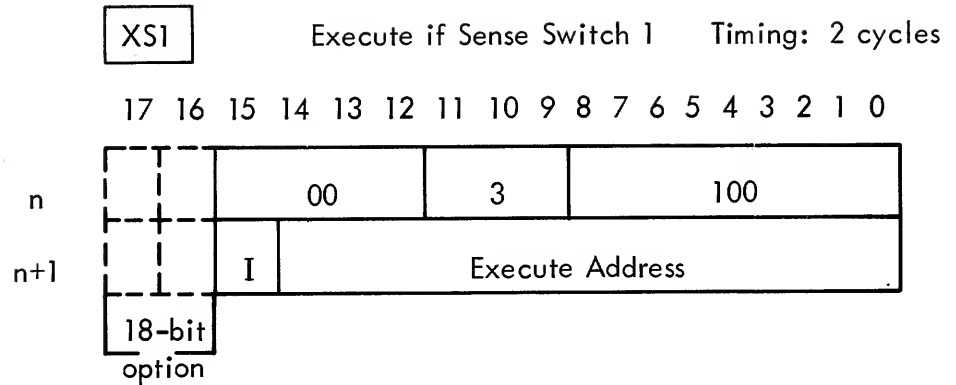 XS1 Execute if Sense Switch 1 Timing: 2 cycles
17 16 15 14 13 12 11 10 9 8 7 6 5 4 3 2 1 0
n 00 3 100
n+1 I Execute Address
18-bit
option